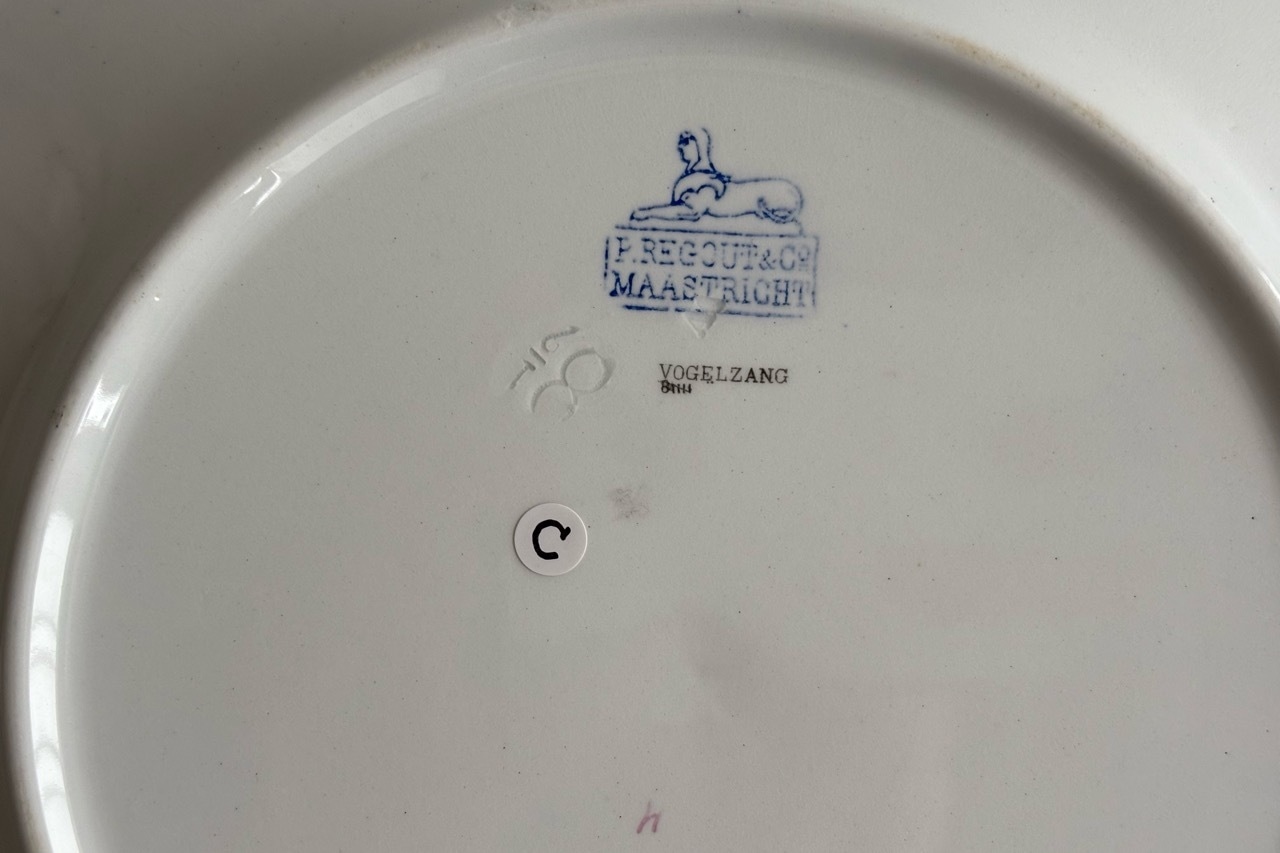 P. REGOUT & Cº
MAASTRICHT
VOGELZANG
C